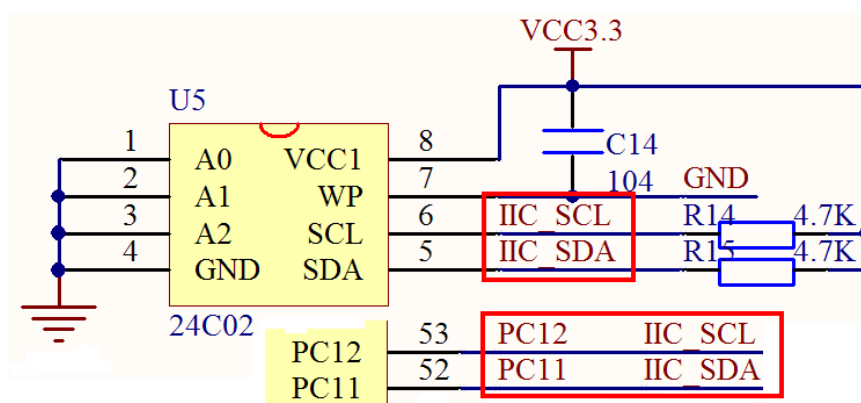 VCC3.3
U5
1 A0 VCC1 8 C14
2 A1 WP 7 104 GND
3 A2 SCL 6 IIC_SCL R14 4.7K
4 GND SDA 5 IIC_SDA R15 4.7K
24C02
PC12 53 PC12 IIC_SCL
PC11 52 PC11 IIC_SDA